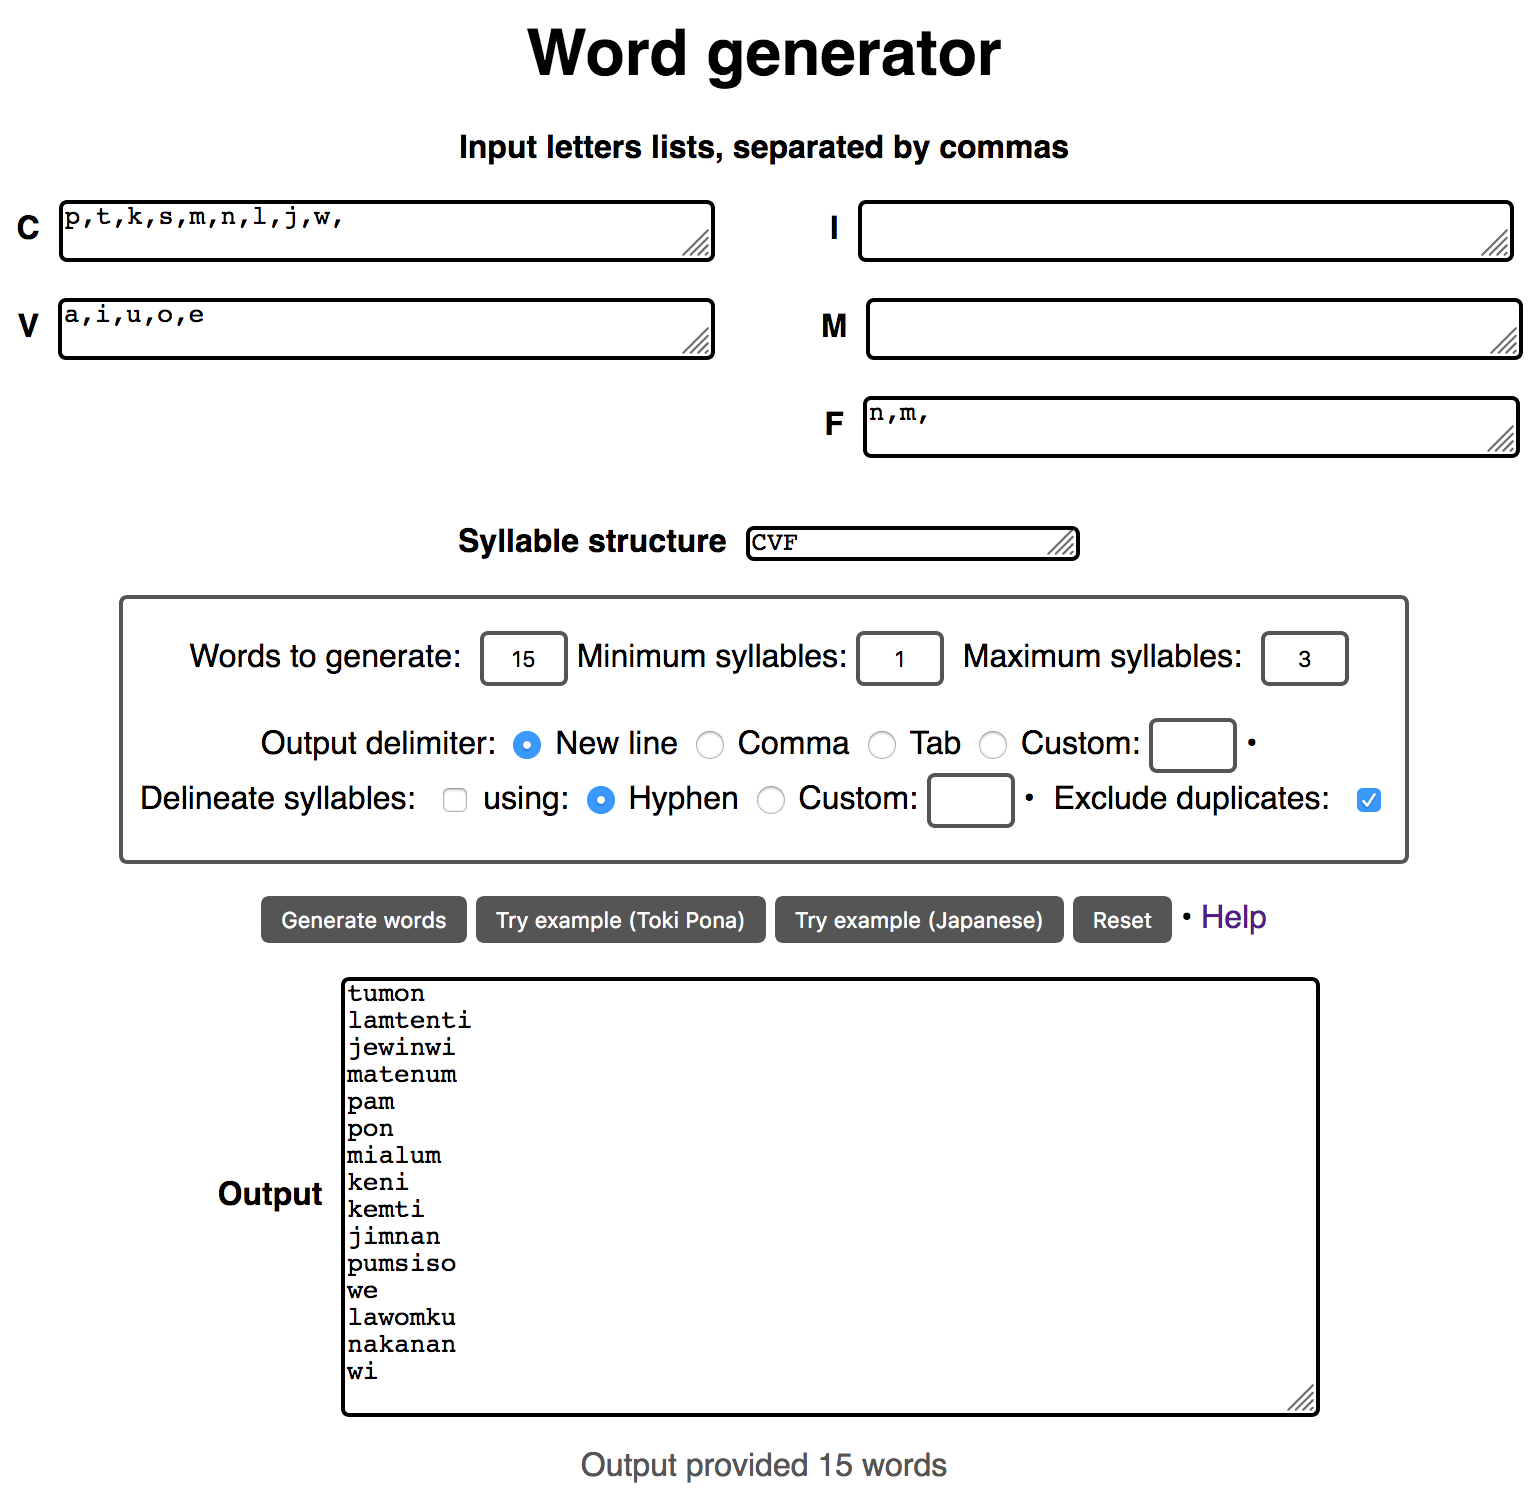 Word generator
Input letters lists, separated by commas
C p,t,k,s,m,n,l,j,w,
I
V a,i,u,o,e
M
F n,m,
Syllable structure CVF
Words to generate: 15 Minimum syllables: 1 Maximum syllables: 3
Output delimiter: New line Comma Tab Custom: •
Delineate syllables: using: Hyphen Custom: • Exclude duplicates:
Generate words Try example (Toki Pona) Try example (Japanese) Reset • Help
Output
tumon
lamtenti
jewinwi
matenum
pam
pon
mialum
keni
kemti
jimnan
pumsiso
we
lawomku
nakanan
wi
Output provided 15 words